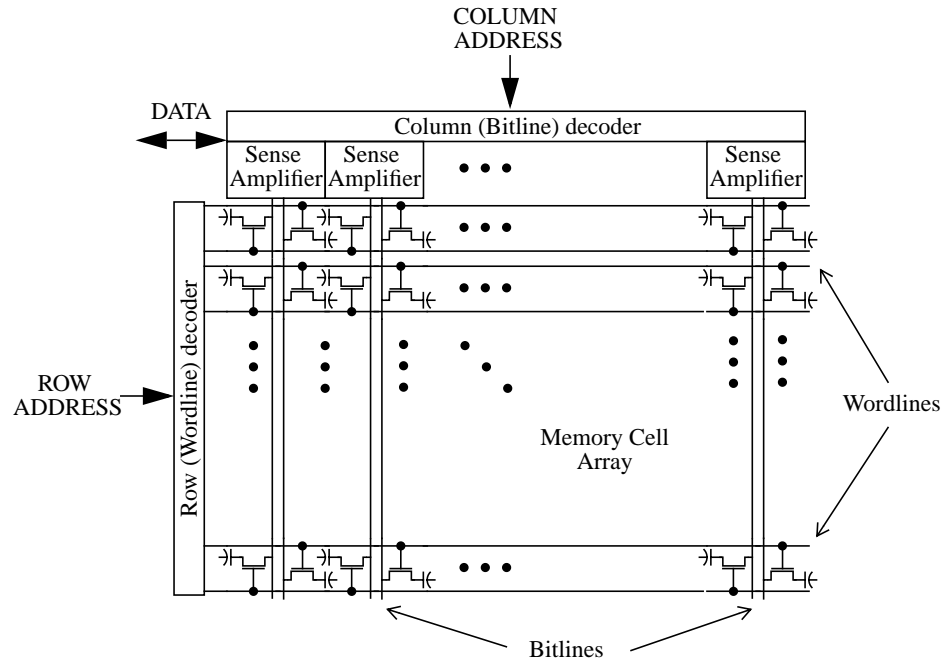 COLUMN
ADDRESS
DATA
Column (Bitline) decoder
Sense
Amplifier
Sense
Amplifier
Sense
Amplifier
Row (Wordline) decoder
ROW
ADDRESS
Wordlines
Memory Cell
Array
Bitlines